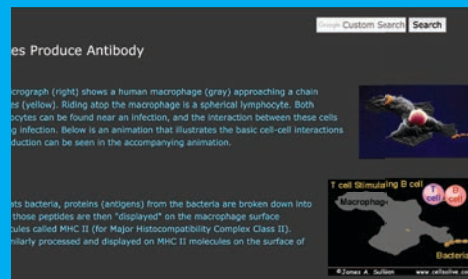 Google Custom Search Search
es Produce Antibody
crograph (right) shows a human macrophage (gray) approaching a chain
es (yellow). Riding atop the macrophage is a spherical lymphocyte. Both
ocytes can be found near an infection, and the interaction between these cells
ng infection. Below is an animation that illustrates the basic cell-cell interactions
duction can be seen in the accompanying animation.
ats bacteria, proteins (antigens) from the bacteria are broken down into
those peptides are then "displayed" on the macrophage surface
cules called MHC II (for Major Histocompatibility Complex Class II).
milarly processed and displayed on MHC II molecules on the surface of
T cell Stimulating B cell
T cell
B cell
Macrophage
Bacteria
©James A. Sullivan www.cellsalive.co